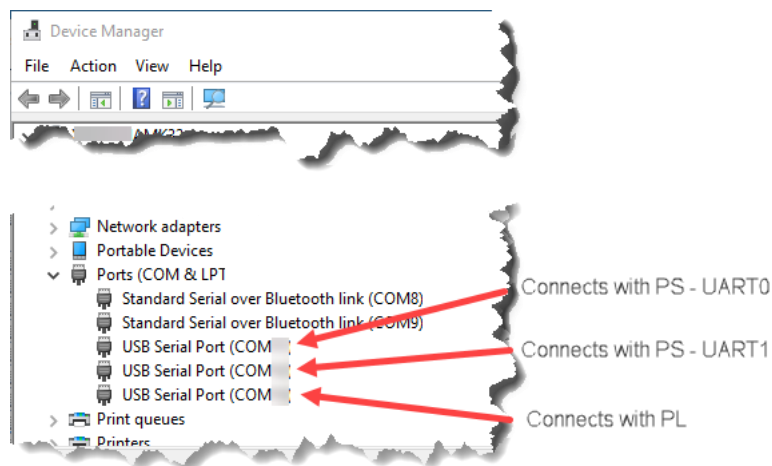 Device Manager
File Action View Help
Network adapters
Portable Devices
Ports (COM & LPT
Standard Serial over Bluetooth link (COM8)
Connects with PS - UART0
Standard Serial over Bluetooth link (COM9)
USB Serial Port (COM
Connects with PS - UART1
USB Serial Port (COM
USB Serial Port (COM
Connects with PL
Print queues
Printers